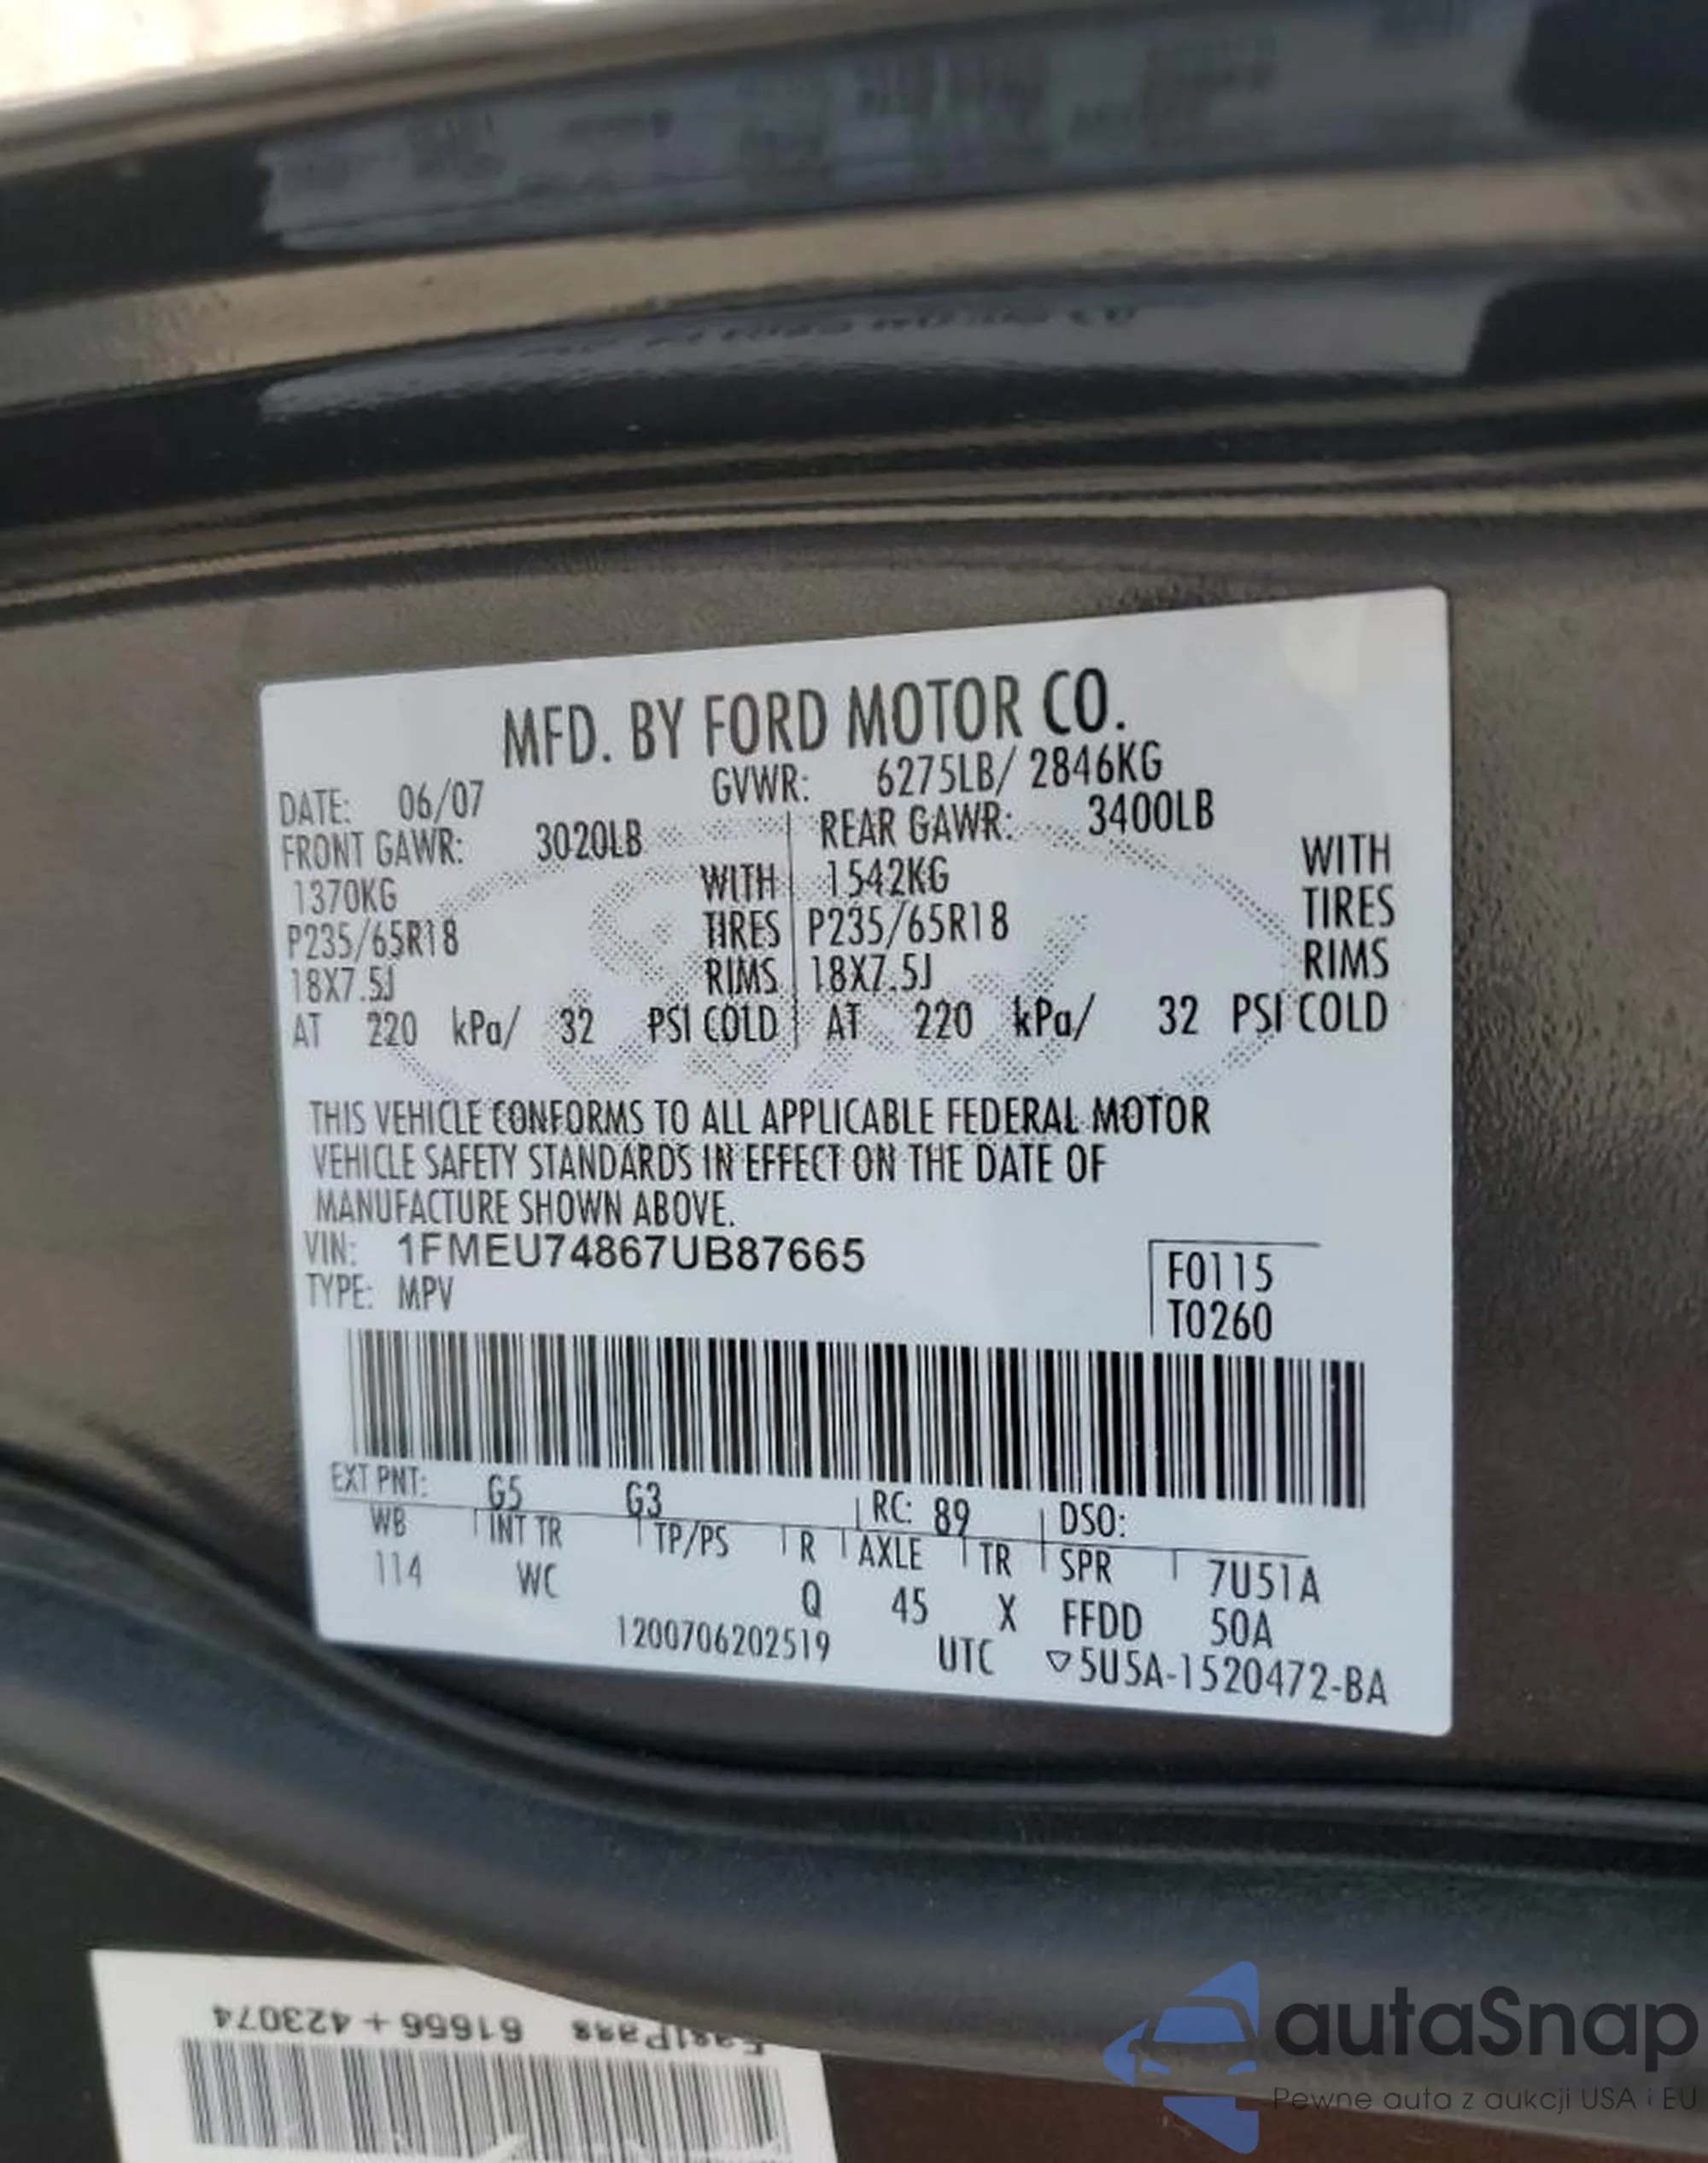 MFD. BY FORD MOTOR CO.
DATE: 06/07 GVWR: 6275LB/ 2846KG
FRONT GAWR: 3020LB REAR GAWR: 3400LB
1370KG WITH 1542KG WITH
P235/65R18 TIRES P235/65R18 TIRES
18X7.5J RIMS 18X7.5J RIMS
AT 220 kPa/ 32 PSI COLD AT 220 kPa/ 32 PSI COLD
THIS VEHICLE CONFORMS TO ALL APPLICABLE FEDERAL MOTOR
VEHICLE SAFETY STANDARDS IN EFFECT ON THE DATE OF
MANUFACTURE SHOWN ABOVE.
VIN: 1FMEU74867UB87665 F0115
TYPE: MPV T0260
EXT PNT: G5 G3 RC: 89 DSO:
WB INT TR TP/PS R AXLE TR SPR 7U51A
114 WC Q 45 X FFDD 50A
1200706202519 UTC ▽5U5A-1520472-BA
EasiPass 61666+423074
autaSnap
Pewne auta z aukcji USA i EU